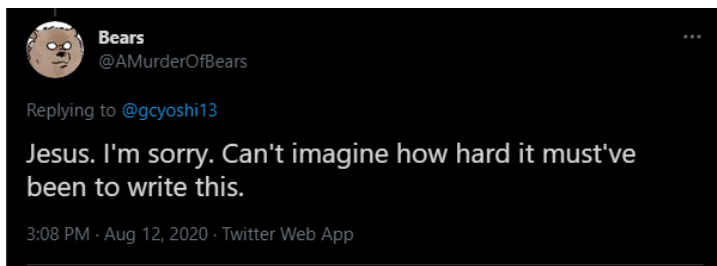 Bears
@AMurderOfBears
Replying to @gcyoshi13
Jesus. I'm sorry. Can't imagine how hard it must've
been to write this.
3:08 PM · Aug 12, 2020 · Twitter Web App